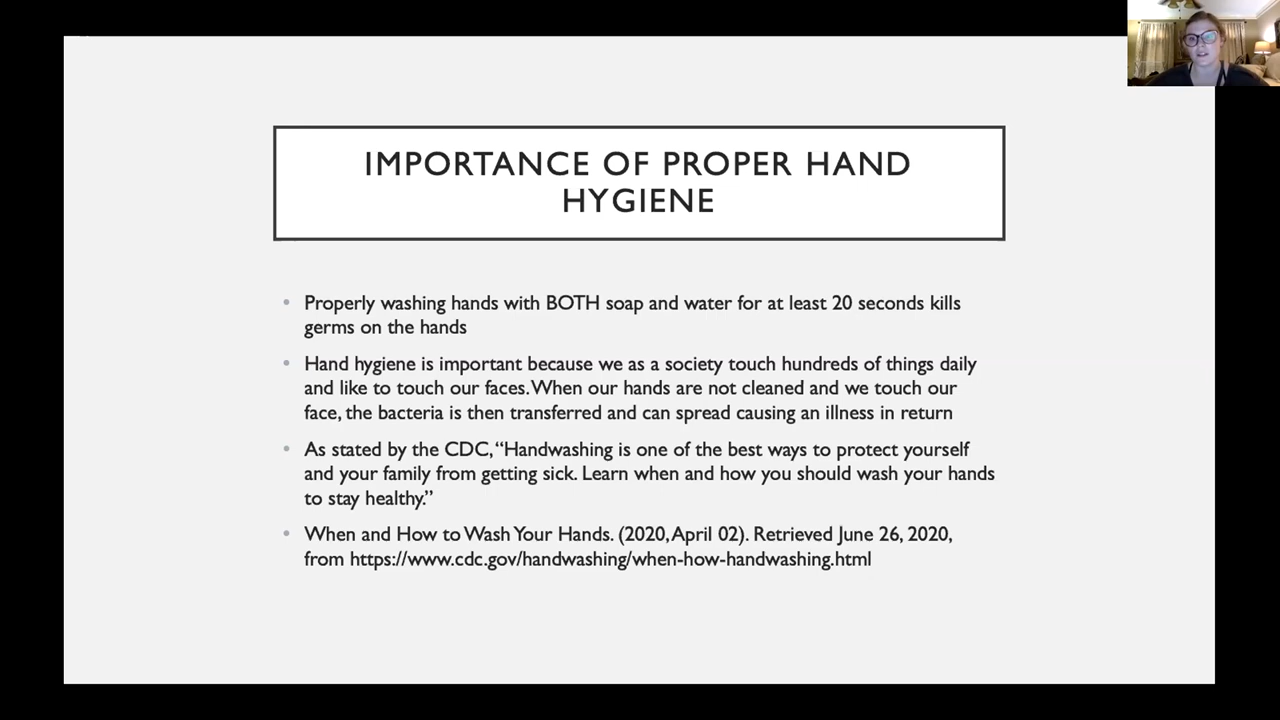 IMPORTANCE OF PROPER HAND
HYGIENE
• Properly washing hands with BOTH soap and water for at least 20 seconds kills
germs on the hands
• Hand hygiene is important because we as a society touch hundreds of things daily
and like to touch our faces. When our hands are not cleaned and we touch our
face, the bacteria is then transferred and can spread causing an illness in return
• As stated by the CDC, “Handwashing is one of the best ways to protect yourself
and your family from getting sick. Learn when and how you should wash your hands
to stay healthy.”
• When and How to Wash Your Hands. (2020, April 02). Retrieved June 26, 2020,
from https://www.cdc.gov/handwashing/when-how-handwashing.html